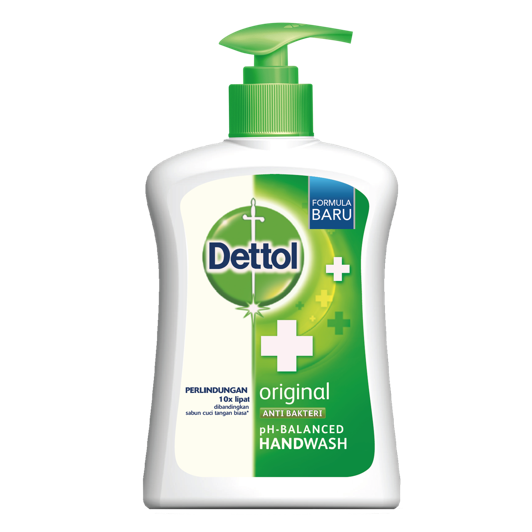 FORMULA
BARU
Dettol
PERLINDUNGAN
10x lipat
dibandingkan
sabun cuci tangan biasa*
original
ANTI BAKTERI
pH-BALANCED
HANDWASH